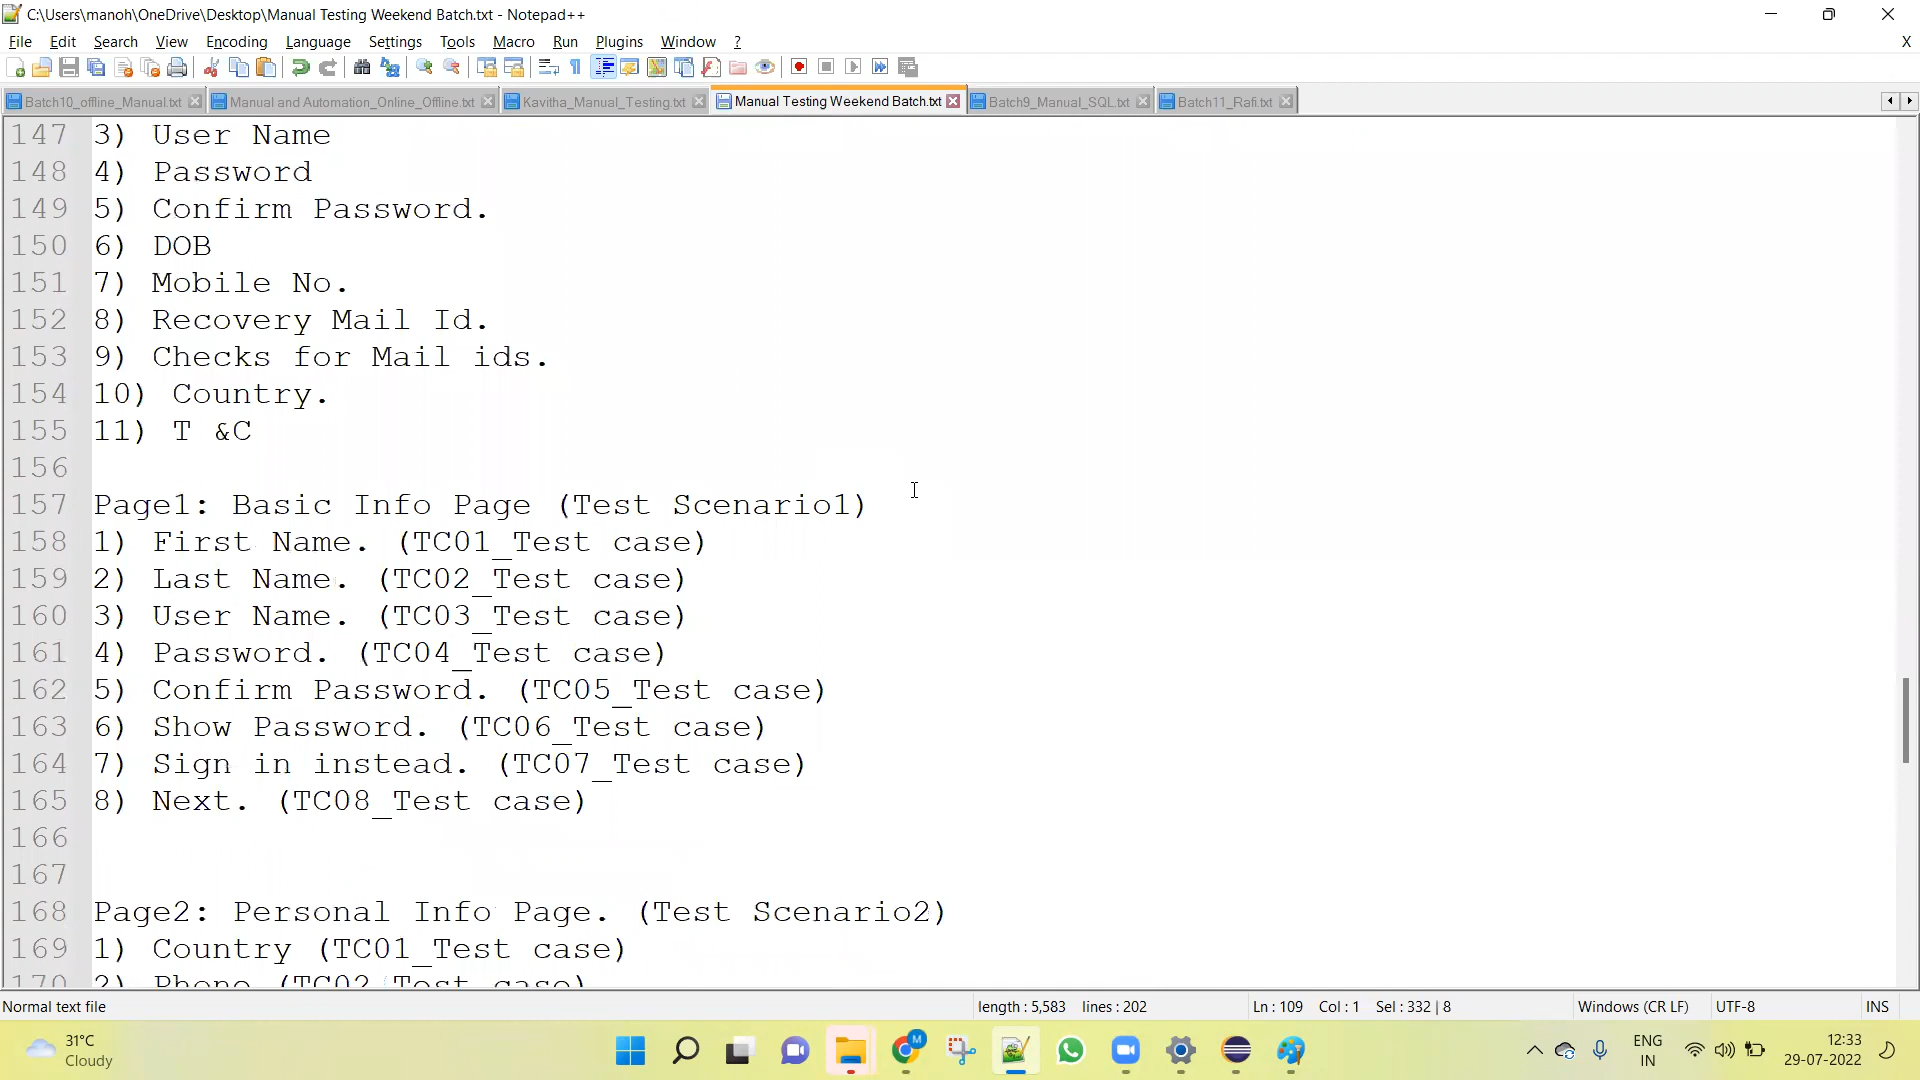 C:\Users\manoh\OneDrive\Desktop\Manual Testing Weekend Batch.txt - Notepad++
File Edit Search View Encoding Language Settings Tools Macro Run Plugins Window ? X
Batch10_offline_Manual.txt Manual and Automation_Online_Offline.txt Kavitha_Manual_Testing.txt Manual Testing Weekend Batch.txt Batch9_Manual_SQL.txt Batch11_Rafi.txt
147 3) User Name
148 4) Password
149 5) Confirm Password.
150 6) DOB
151 7) Mobile No.
152 8) Recovery Mail Id.
153 9) Checks for Mail ids.
154 10) Country.
155 11) T &C
156
157 Page1: Basic Info Page (Test Scenario1)
158 1) First Name. (TC01_Test case)
159 2) Last Name. (TC02_Test case)
160 3) User Name. (TC03_Test case)
161 4) Password. (TC04_Test case)
162 5) Confirm Password. (TC05_Test case)
163 6) Show Password. (TC06_Test case)
164 7) Sign in instead. (TC07_Test case)
165 8) Next. (TC08_Test case)
166
167
168 Page2: Personal Info Page. (Test Scenario2)
169 1) Country (TC01_Test case)
170 2) Phone (TC02_Test case)
Normal text file length : 5,583 lines : 202 Ln : 109 Col : 1 Sel : 332 | 8 Windows (CR LF) UTF-8 INS
31°C
Cloudy
M
ENG
IN
12:33
29-07-2022